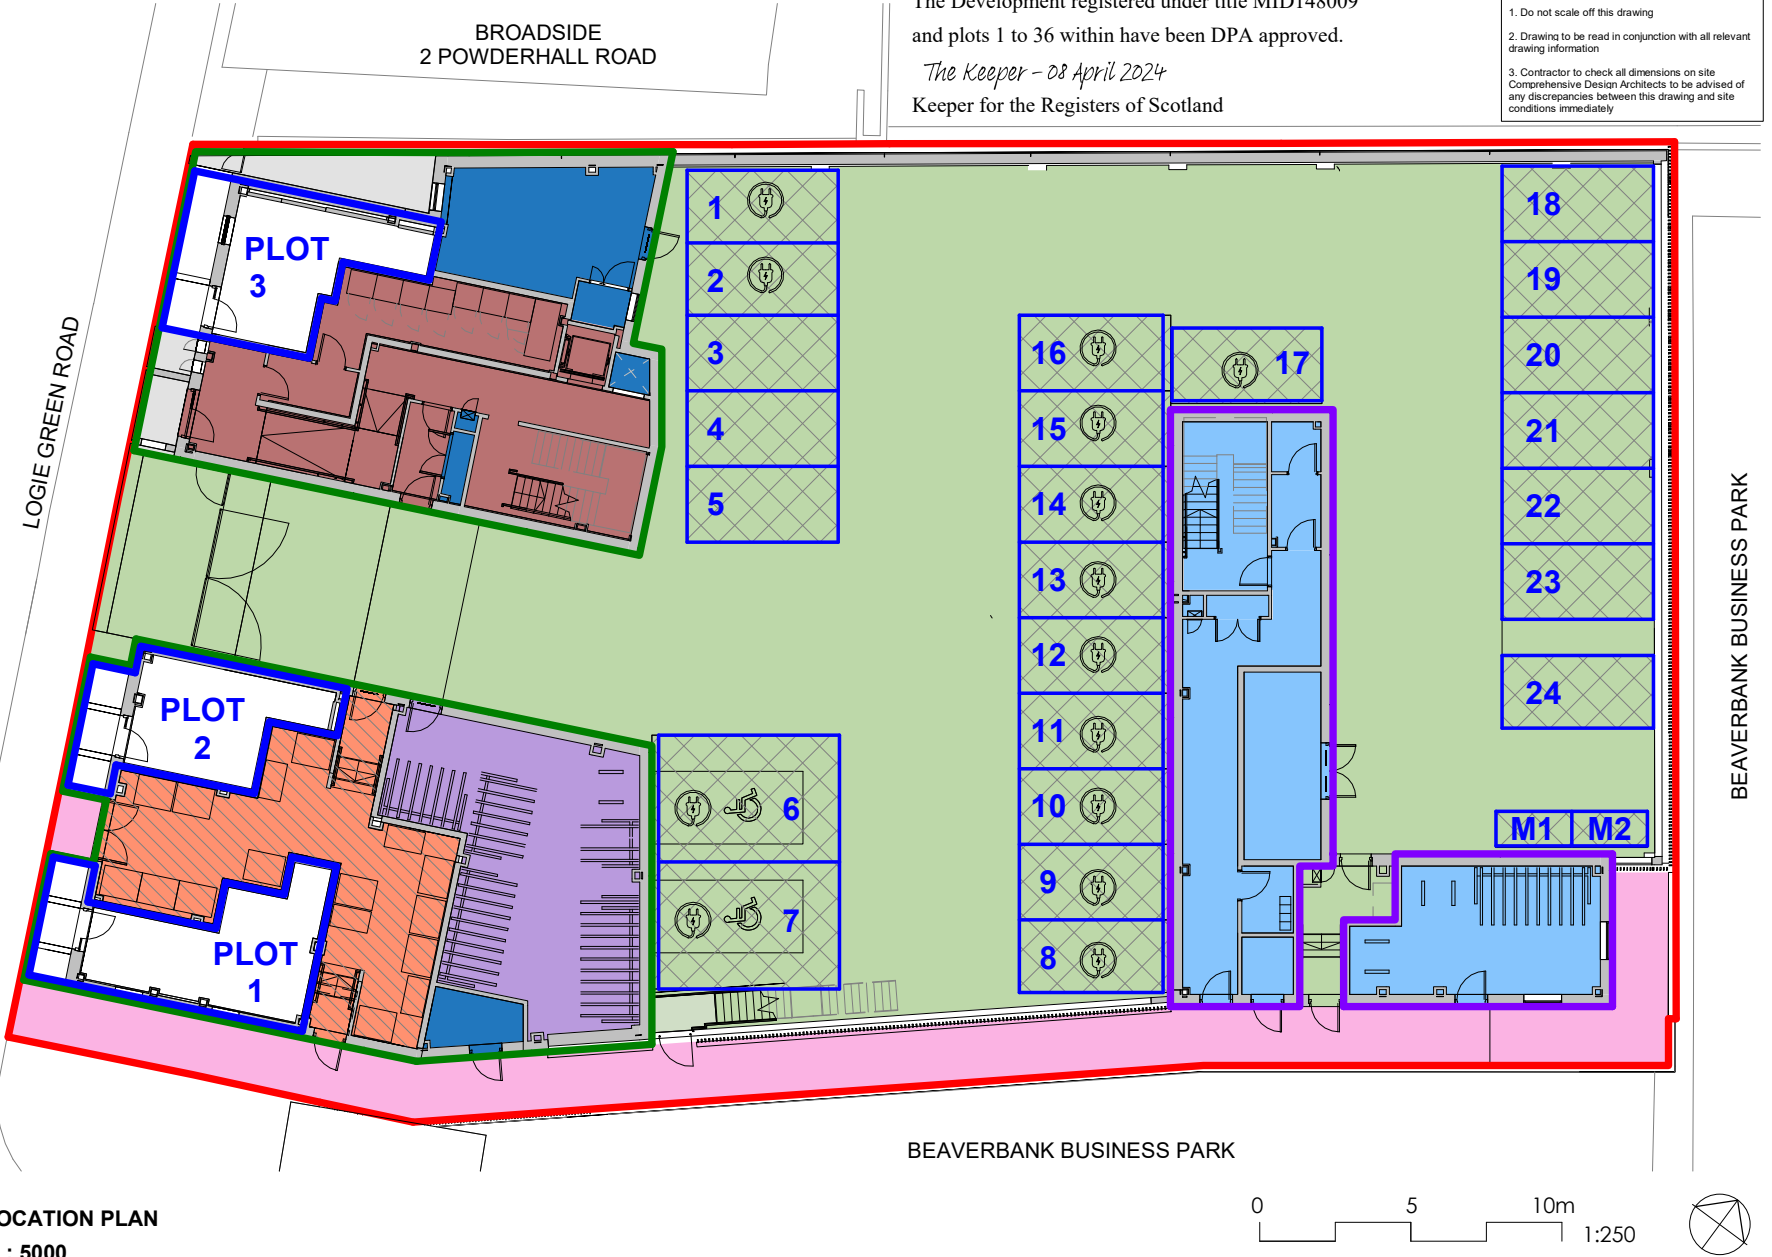 BROADSIDE
2 POWDERHALL ROAD
The Development registered under title MID148009
and plots 1 to 36 within have been DPA approved.
The Keeper - 08 April 2024
Keeper for the Registers of Scotland
1. Do not scale off this drawing
2. Drawing to be read in conjunction with all relevant
drawing information
3. Contractor to check all dimensions on site
Comprehensive Design Architects to be advised of
any discrepancies between this drawing and site
conditions immediately
LOGIE GREEN ROAD
PLOT
3
PLOT
2
PLOT
1
1
2
3
4
5
6
7
16
15
14
13
12
11
10
9
8
17
18
19
20
21
22
23
24
M1 M2
BEAVERBANK BUSINESS PARK
BEAVERBANK BUSINESS PARK
OCATION PLAN
: 5000
0 5 10m
1:250